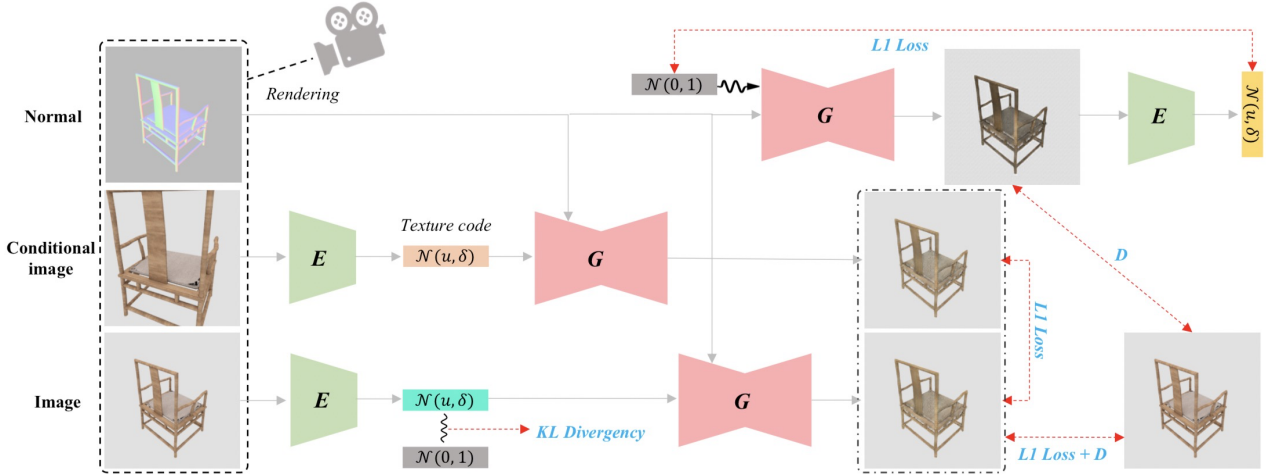 L1 Loss
N(0, 1)
Rendering
Normal
G
E
N(u, δ)
Texture code
Conditional
image
E
N(u, δ)
G
D
L1 Loss
Image
E
N(u, δ)
G
KL Divergency
N(0, 1)
L1 Loss + D